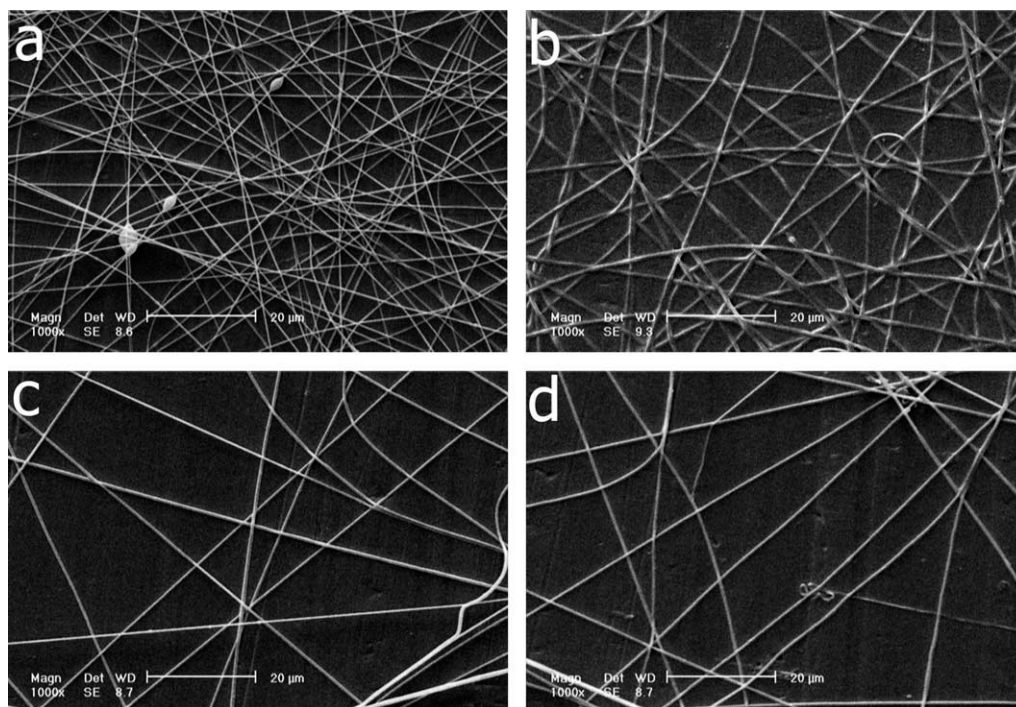 a
Magn Det WD
1000x SE 8.6
20 µm
b
Magn Det WD
1000x SE 9.3
20 µm
c
Magn Det WD
1000x SE 8.7
20 µm
d
Magn Det WD
1000x SE 8.7
20 µm